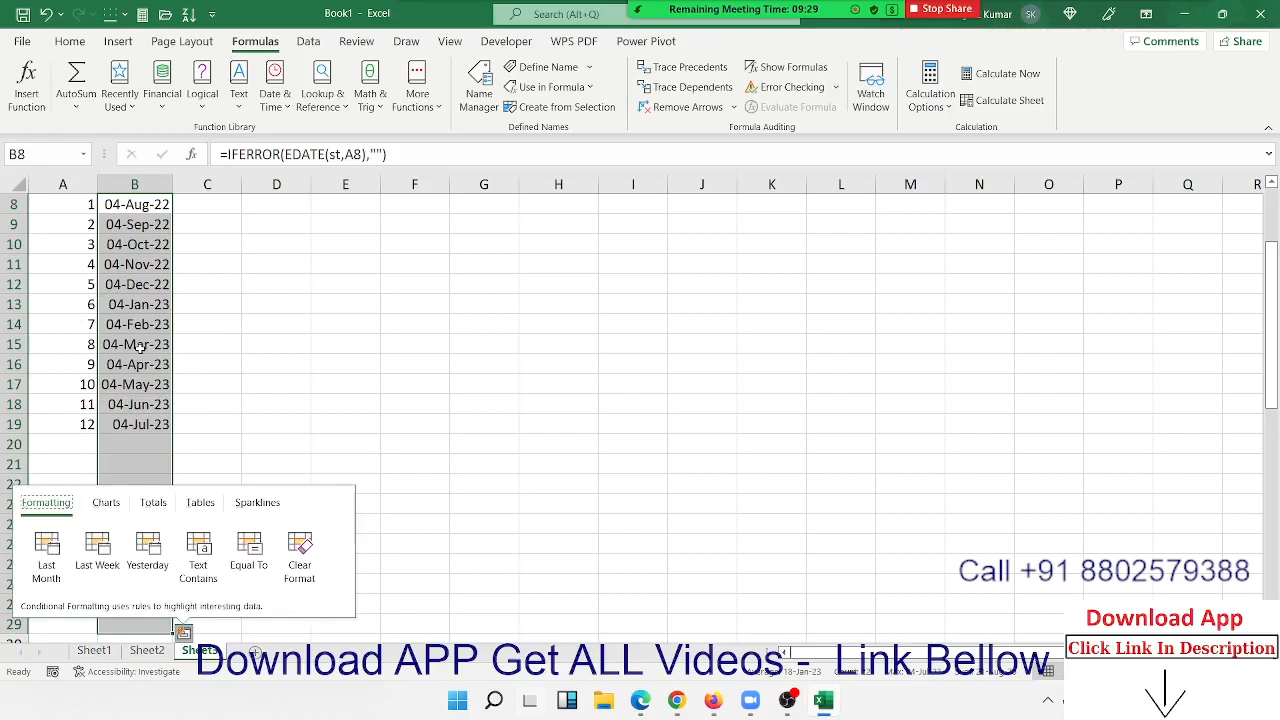 Book1 - Excel
Search (Alt+Q)
Remaining Meeting Time: 09:29
Stop Share
Kumar
SK
File
Home
Insert
Page Layout
Formulas
Data
Review
View
Draw
Developer
WPS PDF
Power Pivot
Comments
Share
Insert Function
AutoSum
Recently Used
Financial
Logical
Text
Date & Time
Lookup & Reference
Math & Trig
More Functions
Function Library
Name Manager
Define Name
Use in Formula
Create from Selection
Defined Names
Trace Precedents
Trace Dependents
Remove Arrows
Show Formulas
Error Checking
Evaluate Formula
Formula Auditing
Watch Window
Calculation Options
Calculate Now
Calculate Sheet
Calculation
B8
fx
=IFERROR(EDATE(st,A8),"")
A B C D E F G H I J K L M N O P Q R
8 1 04-Aug-22
9 2 04-Sep-22
10 3 04-Oct-22
11 4 04-Nov-22
12 5 04-Dec-22
13 6 04-Jan-23
14 7 04-Feb-23
15 8 04-Mar-23
16 9 04-Apr-23
17 10 04-May-23
18 11 04-Jun-23
19 12 04-Jul-23
20
21
29
Formatting Charts Totals Tables Sparklines
Last Month
Last Week
Yesterday
Text Contains
Equal To
Clear Format
Conditional Formatting uses rules to highlight interesting data.
Call +91 8802579388
Download App
Click Link In Description
Sheet1
Sheet2
Download APP Get ALL Videos - Link Bellow
Ready
Accessibility: Investigate